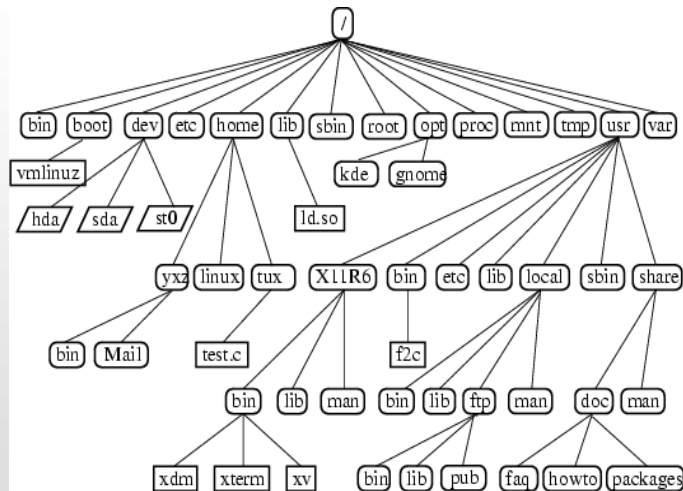 /
bin boot dev etc home lib sbin root opt proc mnt tmp usr var
vmlinuz kde gnome
hda sda st0 ld.so
yxz linux tux X11R6 bin etc lib local sbin share
bin Mail test.c f2c
bin lib man bin lib ftp man doc man
xdm xterm xv bin lib pub faq howto packages